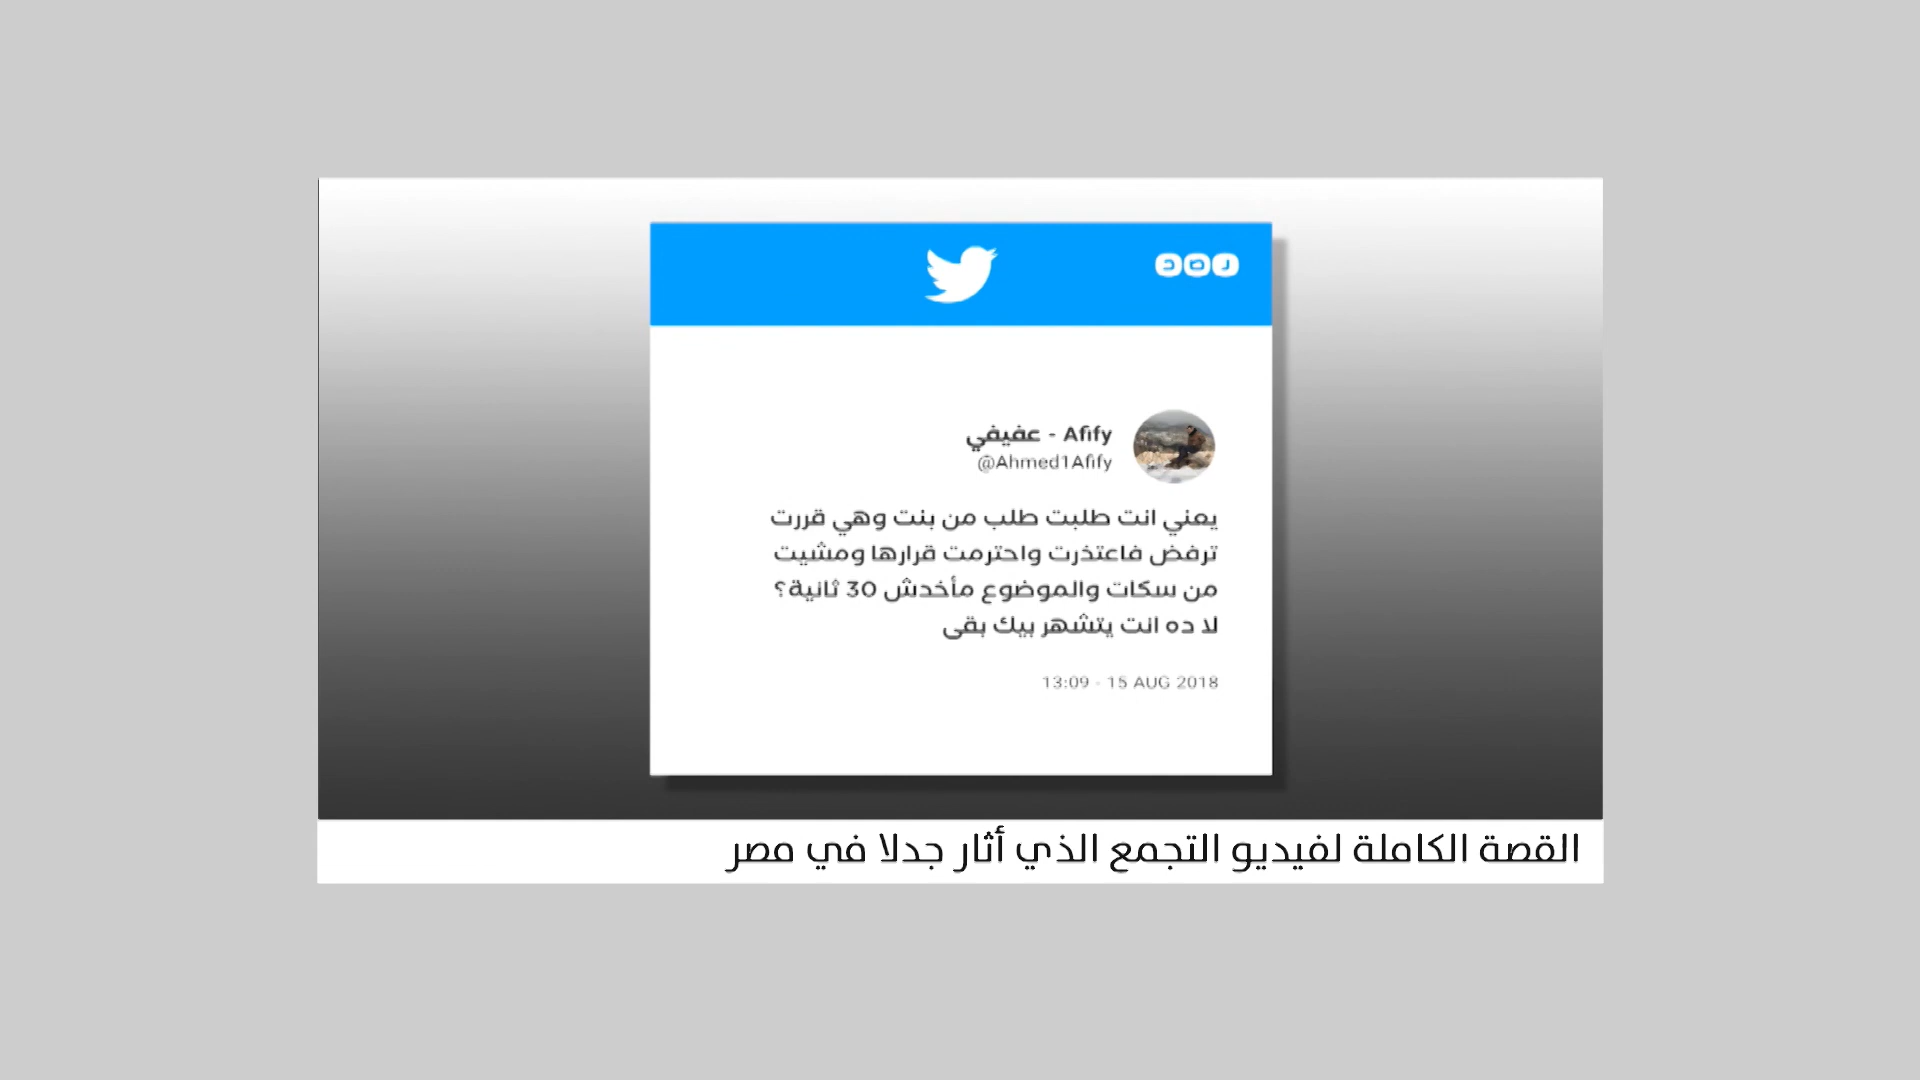 رصد
Afify - عفيفي
@Ahmed1Afify
يعني انت طلبت طلب من بنت وهي قررت
ترفض فاعتذرت واحترمت قرارها ومشيت
من سكات والموضوع مأخدش 30 ثانية؟
لا ده انت يتشهر بيك بقى
13:09 - 15 AUG 2018
القصة الكاملة لفيديو التجمع الذي أثار جدلا في مصر